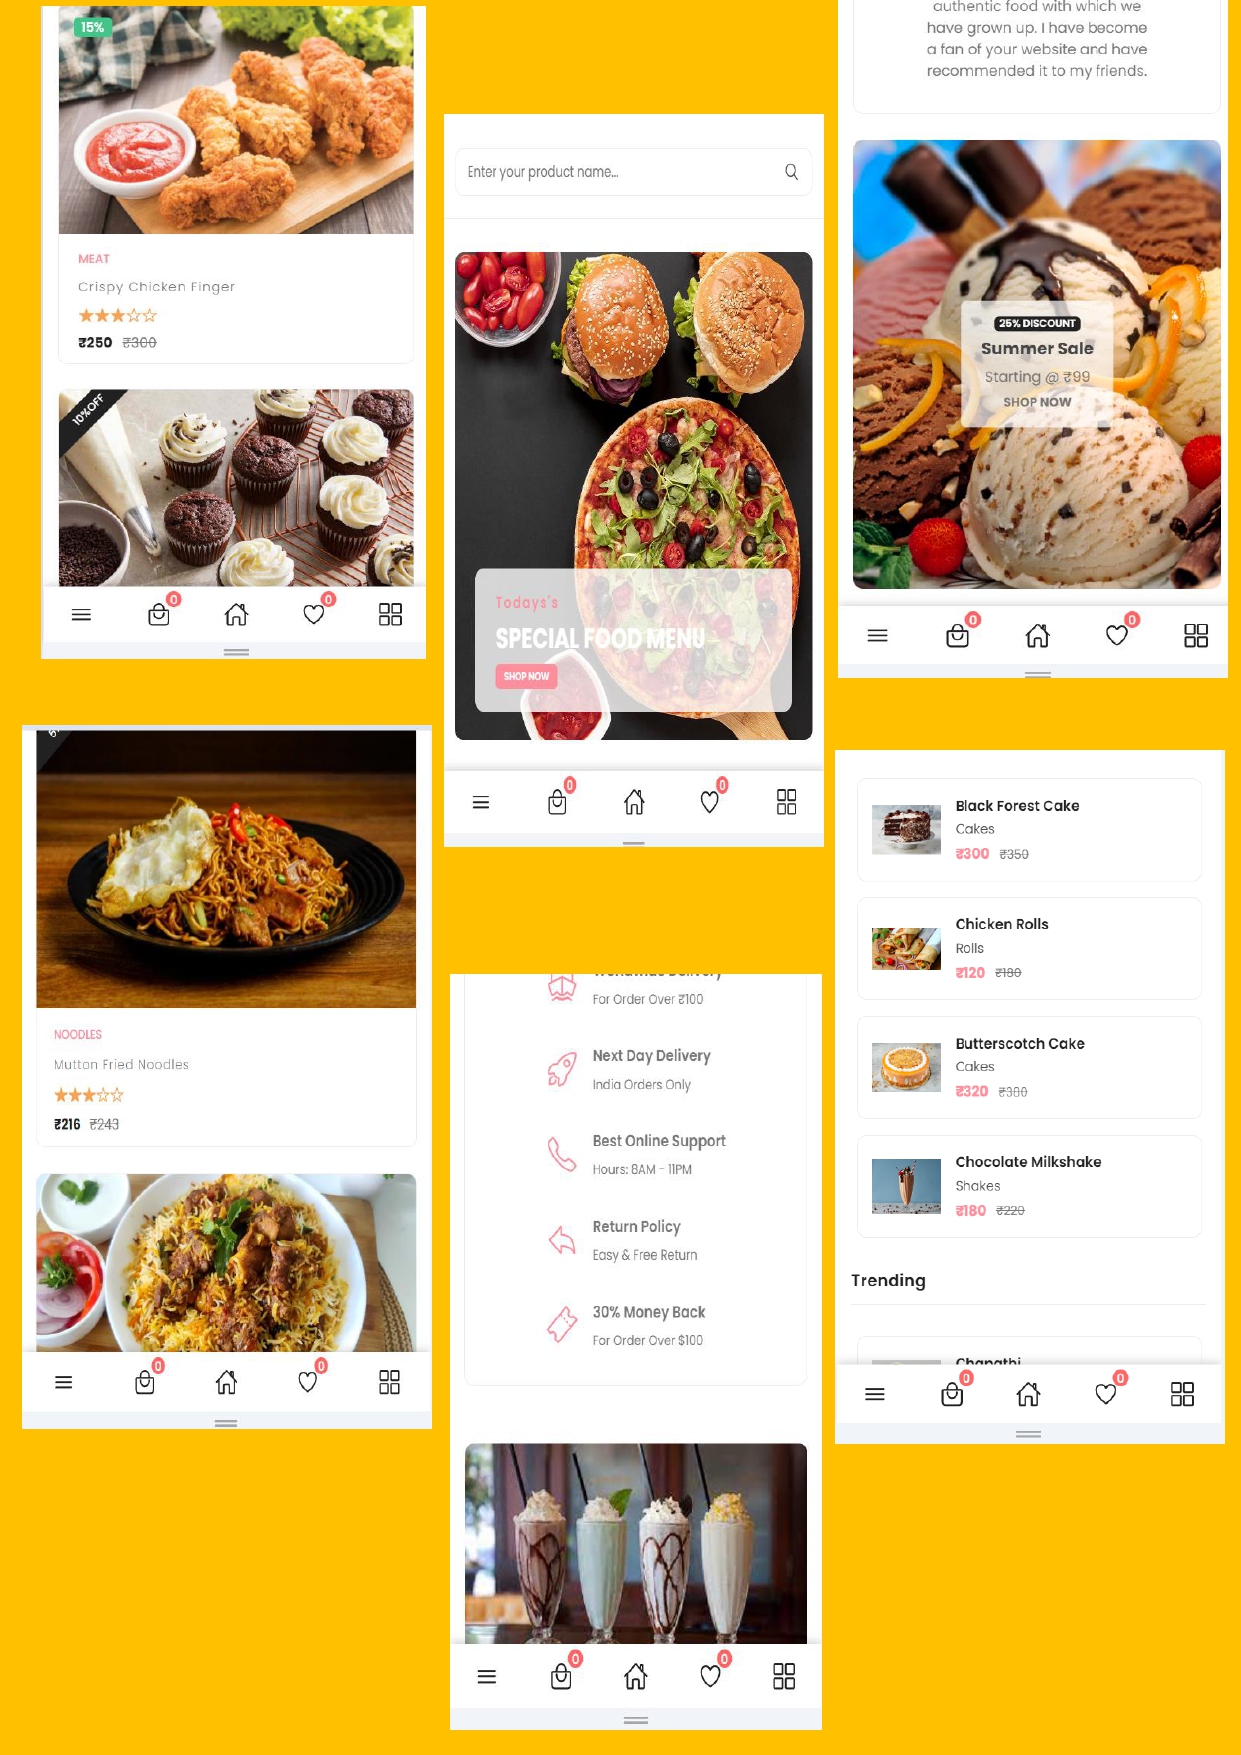 15%
MEAT
Crispy Chicken Finger
₹250 ₹300
10%OFF
0
0
Enter your product name...
Todays's
SPECIAL FOOD MENU
SHOP NOW
0
0
authentic food with which we
have grown up. I have become
a fan of your website and have
recommended it to my friends.
25% DISCOUNT
Summer Sale
Starting @ ₹99
SHOP NOW
0
0
NOODLES
Mutton Fried Noodles
₹216 ₹243
0
0
Worldwide Delivery
For Order Over ₹100
Next Day Delivery
India Orders Only
Best Online Support
Hours: 8AM - 11PM
Return Policy
Easy & Free Return
30% Money Back
For Order Over $100
0
0
Black Forest Cake
Cakes
₹300 ₹350
Chicken Rolls
Rolls
₹120 ₹180
Butterscotch Cake
Cakes
₹320 ₹380
Chocolate Milkshake
Shakes
₹180 ₹220
Trending
Chapathi
0
0